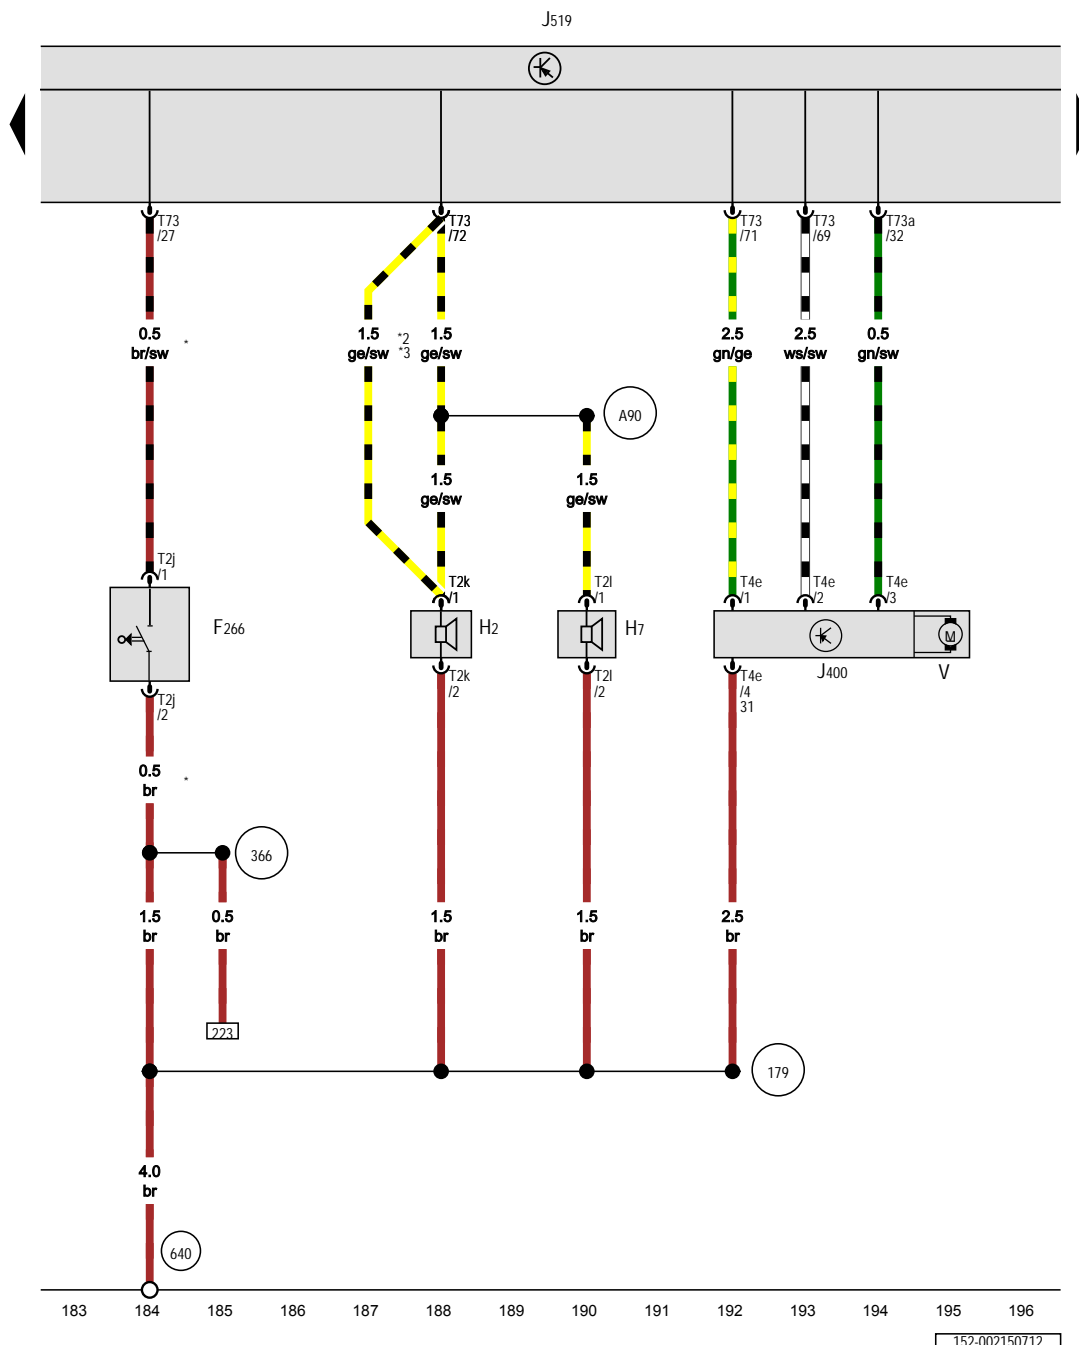 J519
T73
/27
T73
/72
T73
/71
T73
/69
T73a
/32
0.5
br/sw
*
1.5
ge/sw
*2
*3
1.5
ge/sw
2.5
gn/ge
2.5
ws/sw
0.5
gn/sw
A90
1.5
ge/sw
1.5
ge/sw
T2j
/1
T2k
/1
T2l
/1
T4e
/1
T4e
/2
T4e
/3
F266
H2
H7
M
J400
V
T2j
/2
T2k
/2
T2l
/2
T4e
/4
31
0.5
br
*
366
1.5
br
0.5
br
1.5
br
1.5
br
2.5
br
223
179
4.0
br
640
183 184 185 186 187 188 189 190 191 192 193 194 195 196
152-002150712